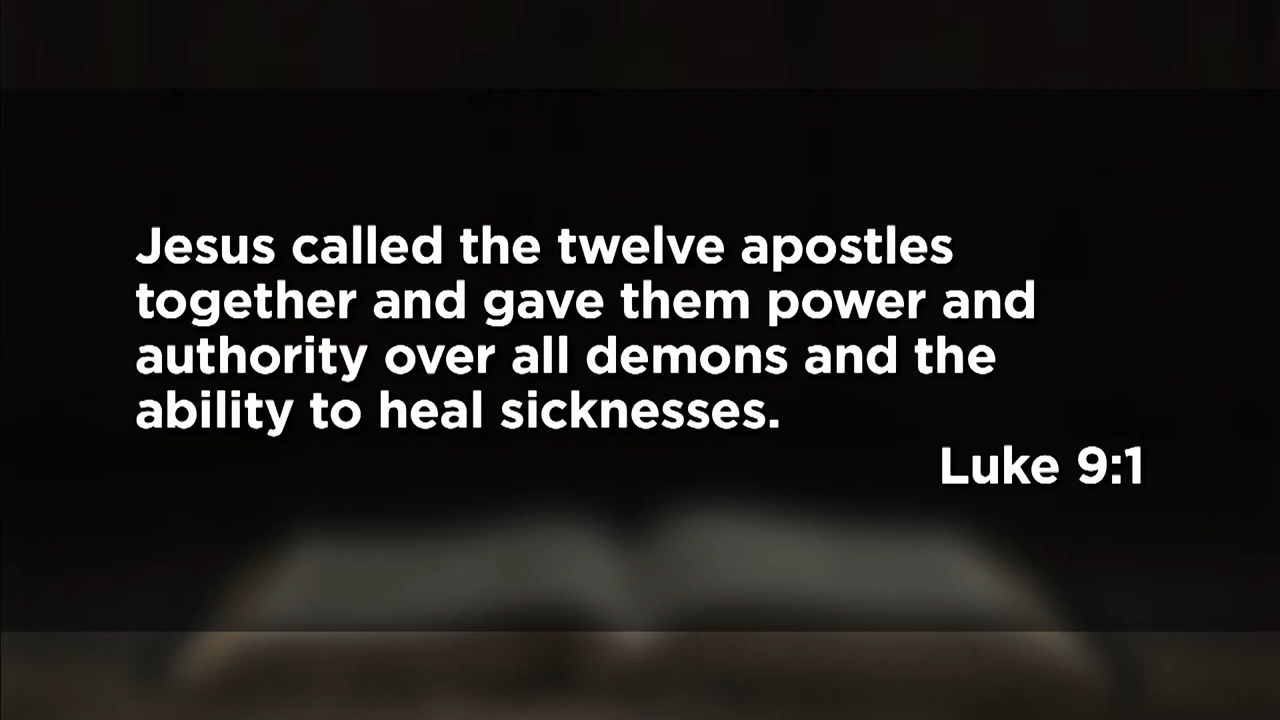 Jesus called the twelve apostles
together and gave them power and
authority over all demons and the
ability to heal sicknesses.
Luke 9:1